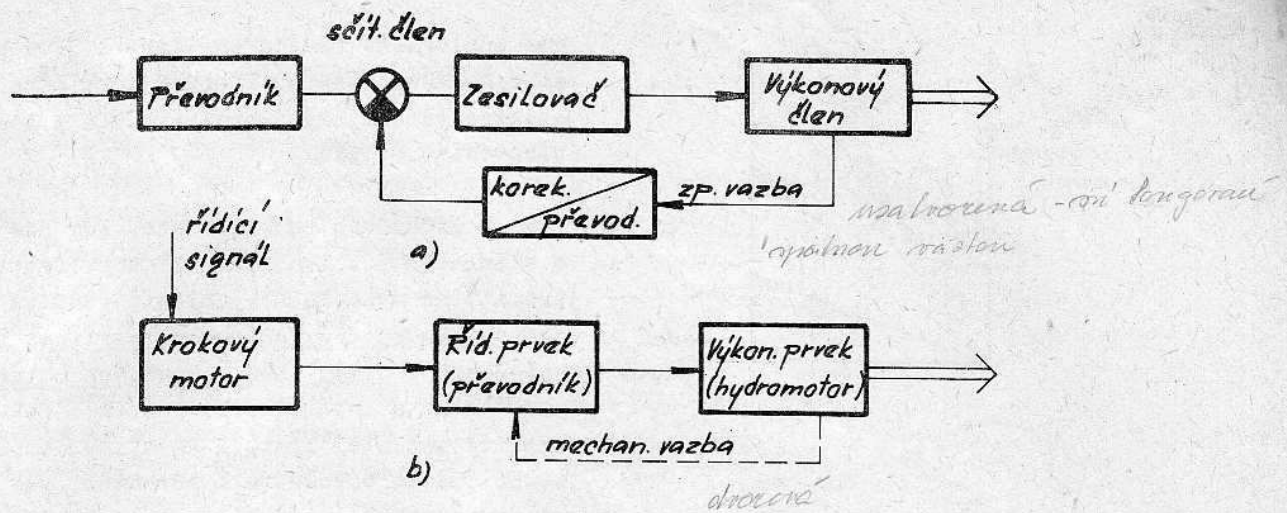 sčít. člen
Převodník
Zesilovač
Výkonový
člen
korek.
převod.
zp. vazba
a)
řídící
signál
Krokový
motor
Říd. prvek
(převodník)
Výkon. prvek
(hydromotor)
mechan. vazba
b)